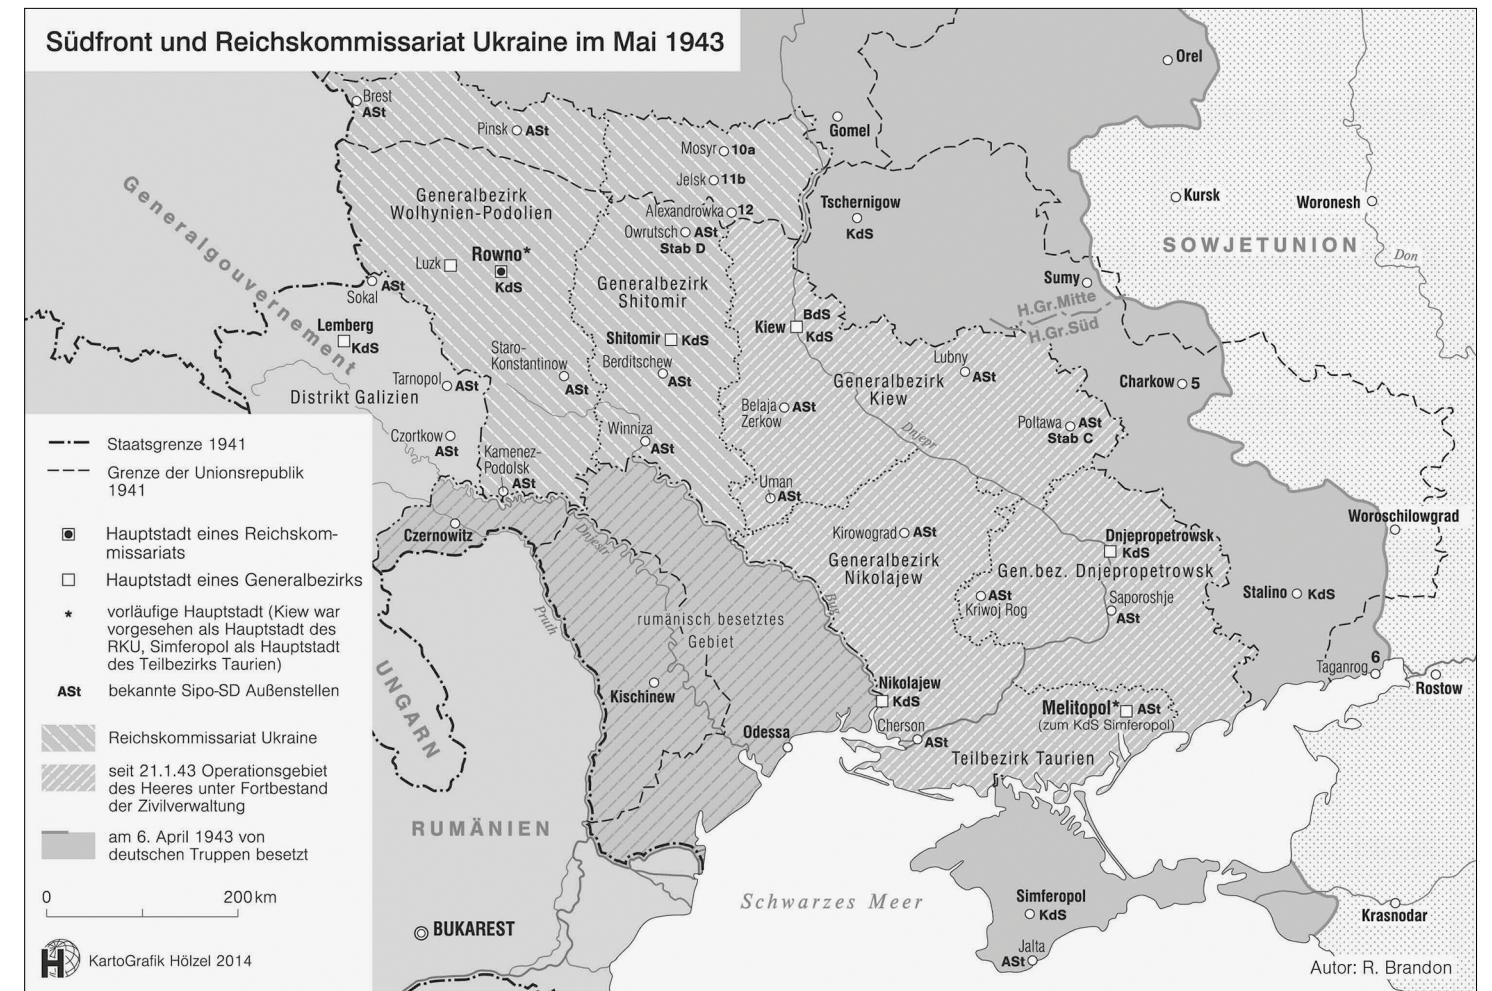 Südfront und Reichskommissariat Ukraine im Mai 1943
Orel
Brest
ASt
Pinsk ASt
Gomel
Mosyr 10a
Jelsk 11b
Alexandrowka 12
Owrutsch ASt
Stab D
Generalbezirk
Wolhynien-Podolien
Tschernigow
KdS
Kursk
Woronesh
SOWJETUNION
Don
Generalgouvernement
Luzk
Rowno*
KdS
Generalbezirk
Shitomir
Sumy
H.Gr.Mitte
H.Gr.Süd
Sokal
ASt
Lemberg
KdS
Shitomir KdS
Kiew
BdS
KdS
Staro-
Konstantinow
ASt
Berditschew
ASt
Lubny
ASt
Tarnopol ASt
Distrikt Galizien
Generalbezirk
Kiew
Charkow 5
Belaja
Zerkow
ASt
Poltawa ASt
Stab C
Dnjepr
Czortkow
ASt
Winniza
ASt
Kamenez-
Podolsk
ASt
Uman
ASt
Staatsgrenze 1941
Grenze der Unionsrepublik
1941
Hauptstadt eines Reichskom-
missariats
Hauptstadt eines Generalbezirks
* vorläufige Hauptstadt (Kiew war
vorgesehen als Hauptstadt des
RKU, Simferopol als Hauptstadt
des Teilbezirks Taurien)
ASt bekannte Sipo-SD Außenstellen
Reichskommissariat Ukraine
seit 21.1.43 Operationsgebiet
des Heeres unter Fortbestand
der Zivilverwaltung
am 6. April 1943 von
deutschen Truppen besetzt
0 200 km
H KartoGrafik Hölzel 2014
Czernowitz
Dnjestr
Kirowograd ASt
Generalbezirk
Nikolajew
Dnjepropetrowsk
KdS
Gen.bez. Dnjepropetrowsk
Woroschilowgrad
Pruth
rumänisch besetztes
Gebiet
Bug
ASt
Kriwoj Rog
Saporoshje
ASt
Stalino KdS
Taganrog
6
Rostow
UNGARN
Kischinew
Nikolajew
KdS
Melitopol* ASt
(zum KdS Simferopol)
Odessa
Cherson
ASt
Teilbezirk Taurien
RUMÄNIEN
BUKAREST
Schwarzes Meer
Simferopol
KdS
Jalta
ASt
Krasnodar
Autor: R. Brandon